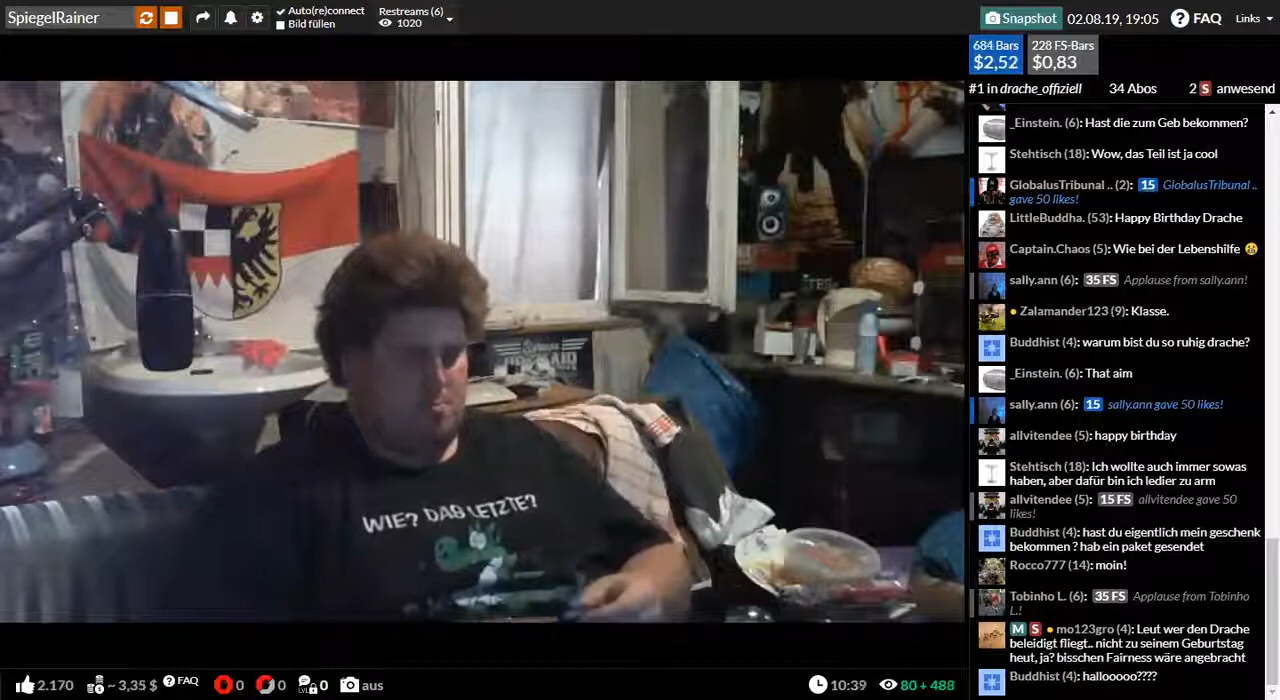 SpiegelRainer
Auto(re)connect
Bild füllen
Restreams (6)
1020
Snapshot
02.08.19, 19:05
FAQ
Links
684 Bars
$2,52
228 FS-Bars
$0,83
#1 in drache_offiziell
34 Abos
2 S anwesend
_Einstein. (6): Hast die zum Geb bekommen?
Stehtisch (18): Wow, das Teil ist ja cool
GlobalusTribunal .. (2): 15 GlobalusTribunal ..
gave 50 likes!
LittleBuddha. (53): Happy Birthday Drache
Captain.Chaos (5): Wie bei der Lebenshilfe
sally.ann (6): 35 FS Applause from sally.ann!
Zalamander123 (9): Klasse.
Buddhist (4): warum bist du so ruhig drache?
_Einstein. (6): That aim
sally.ann (6): 15 sally.ann gave 50 likes!
allvitendee (5): happy birthday
Stehtisch (18): Ich wollte auch immer sowas
haben, aber dafür bin ich ledier zu arm
allvitendee (5): 15 FS allvitendee gave 50
likes!
Buddhist (4): hast du eigentlich mein geschenk
bekommen ? hab ein paket gesendet
Rocco777 (14): moin!
Tobinho L. (6): 35 FS Applause from Tobinho
L.!
M S mo123gro (4): Leut wer den Drache
beleidigt fliegt.. nicht zu seinem Geburtstag
heut, ja? bisschen Fairness wäre angebracht
Buddhist (4): hallooooo????
WIE? DAS LETZTE?
2.170
~ 3,35 $
FAQ
0
0
LVL
0
aus
10:39
80 + 488